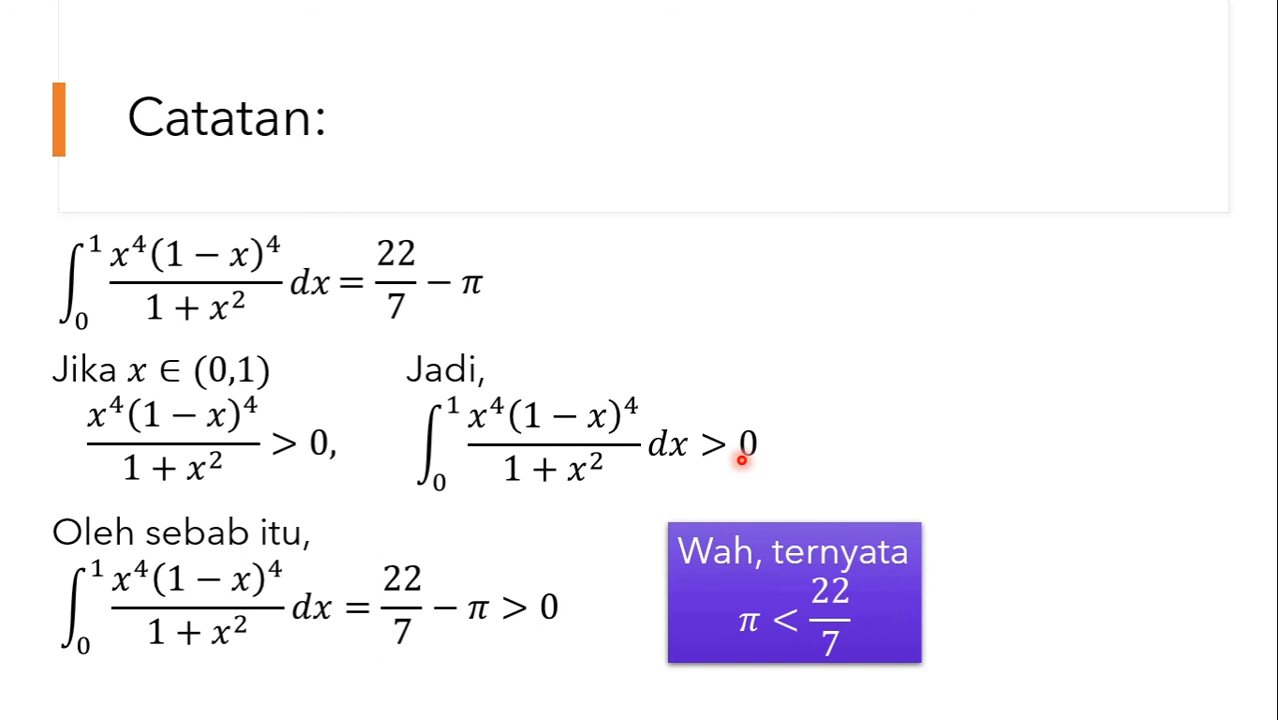 Catatan:
∫₀¹ x⁴(1 − x)⁴ / (1 + x²) dx = 22/7 − π
Jika x ∈ (0,1)
x⁴(1 − x)⁴ / (1 + x²) > 0,
Jadi,
∫₀¹ x⁴(1 − x)⁴ / (1 + x²) dx > 0
Oleh sebab itu,
∫₀¹ x⁴(1 − x)⁴ / (1 + x²) dx = 22/7 − π > 0
Wah, ternyata
π < 22/7